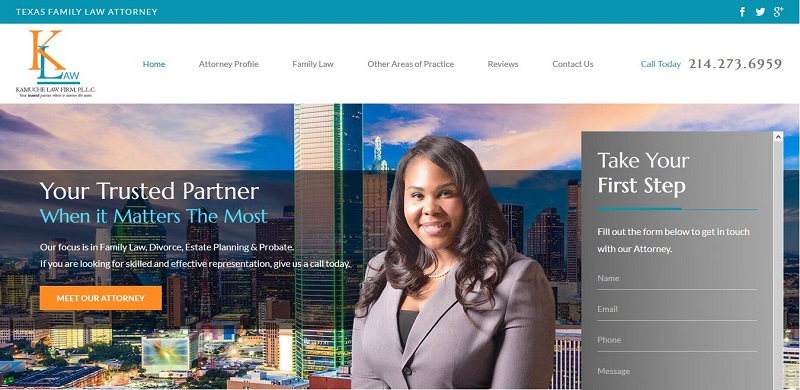 TEXAS FAMILY LAW ATTORNEY
KL
AW
KAMUCHE LAW FIRM, P.L.L.C.
Your trusted partner when it matters the most.
Home
Attorney Profile
Family Law
Other Areas of Practice
Reviews
Contact Us
Call Today 214.273.6959
Your Trusted Partner
When it Matters The Most
Our focus is in Family Law, Divorce, Estate Planning & Probate.
If you are looking for skilled and effective representation, give us a call today.
MEET OUR ATTORNEY
Take Your
First Step
Fill out the form below to get in touch
with our Attorney.
Name
Email
Phone
Message